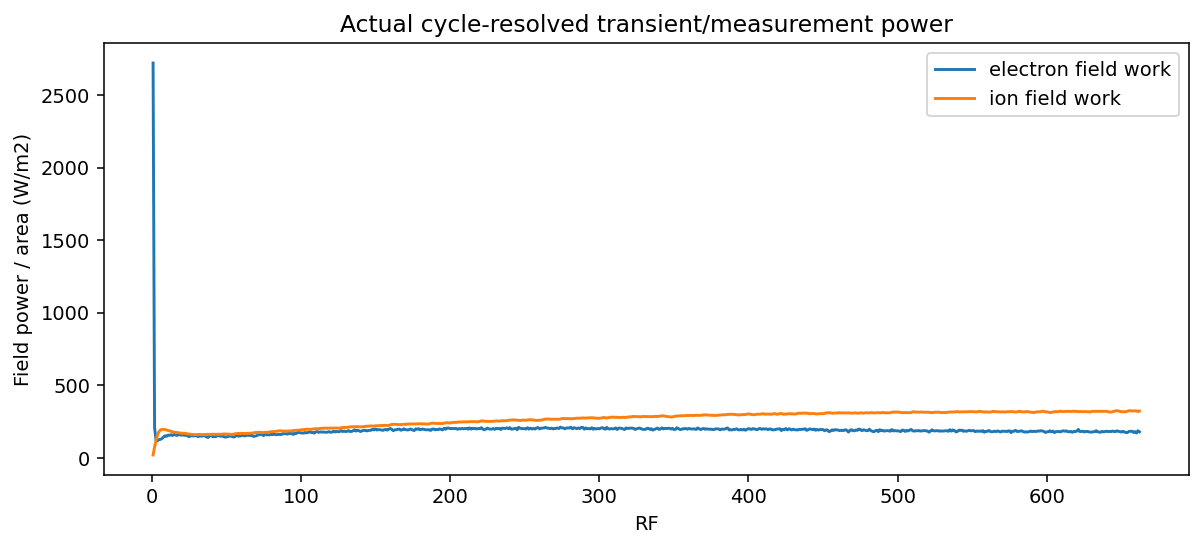 Actual cycle-resolved transient/measurement power
electron field work
ion field work
Field power / area (W/m2)
2500
2000
1500
1000
500
0
0 100 200 300 400 500 600
RF